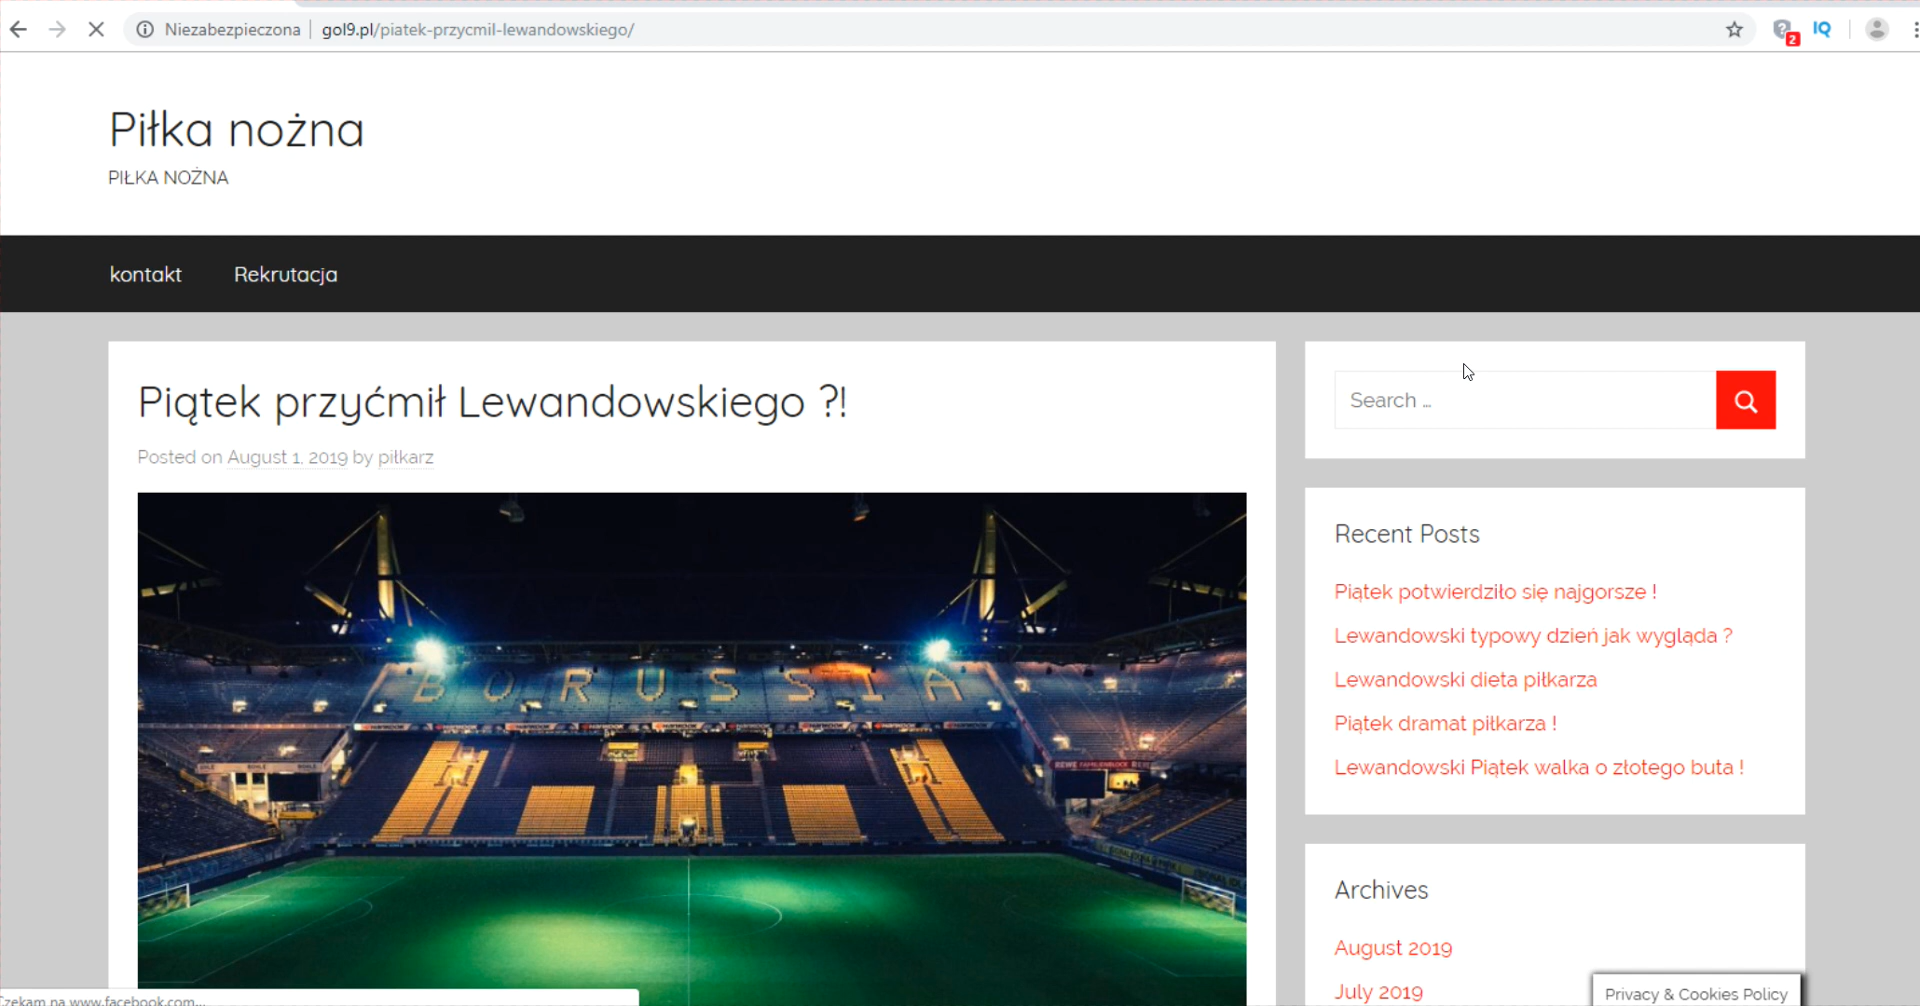 Niezabezpieczona | gol9.pl/piatek-przycmil-lewandowskiego/
2
IQ
Piłka nożna
PIŁKA NOŻNA
kontakt
Rekrutacja
Piątek przyćmił Lewandowskiego ?!
Posted on August 1, 2019 by piłkarz
BORUSSIA
Search …
Recent Posts
Piątek potwierdziło się najgorsze !
Lewandowski typowy dzień jak wygląda ?
Lewandowski dieta piłkarza
Piątek dramat piłkarza !
Lewandowski Piątek walka o złotego buta !
Archives
August 2019
July 2019
Privacy & Cookies Policy
Czekam na www.facebook.com...